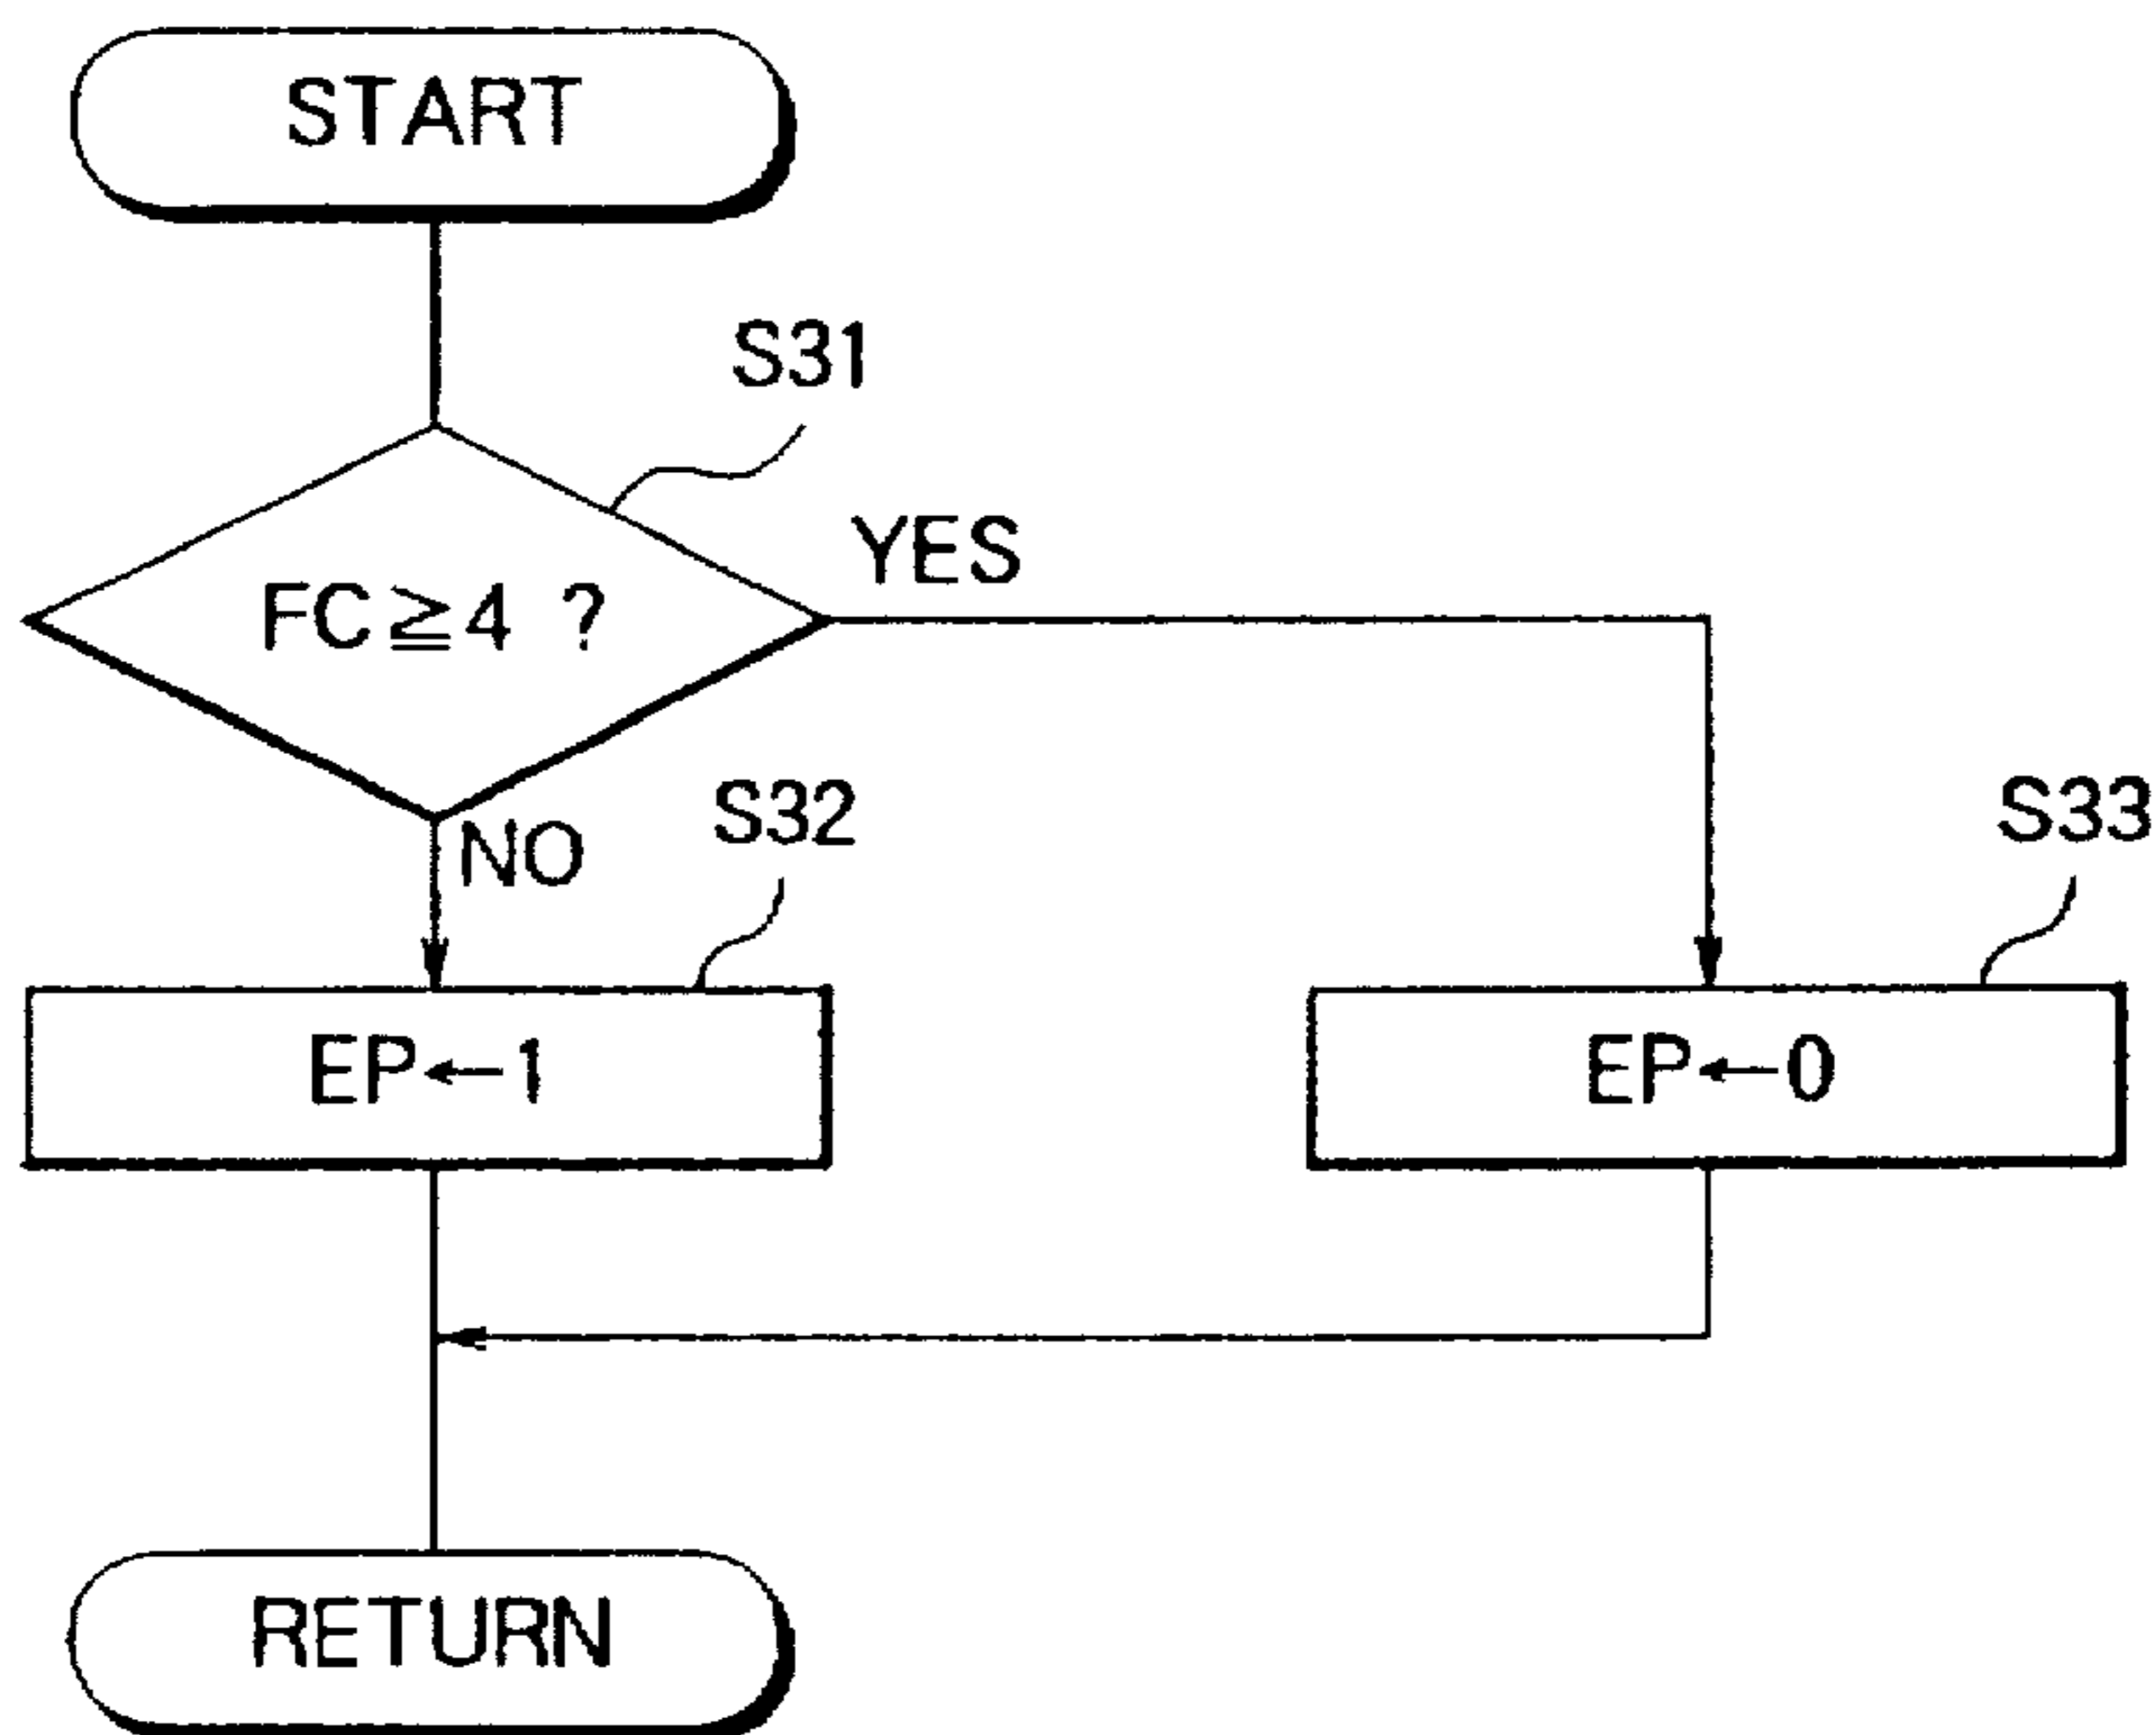 START
S31
YES
FC≧4 ?
NO
S32
S33
EP←1
EP←0
RETURN